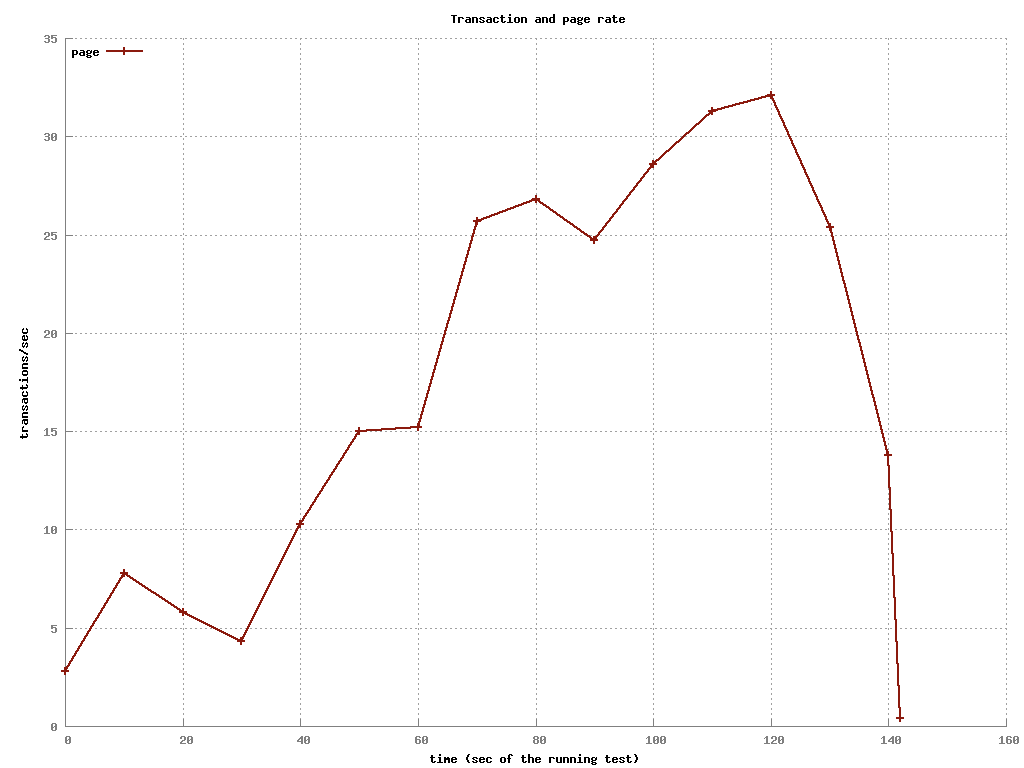 Transaction and page rate
page
35
30
25
20
15
10
5
0
transactions/sec
0 20 40 60 80 100 120 140 160
time (sec of the running test)